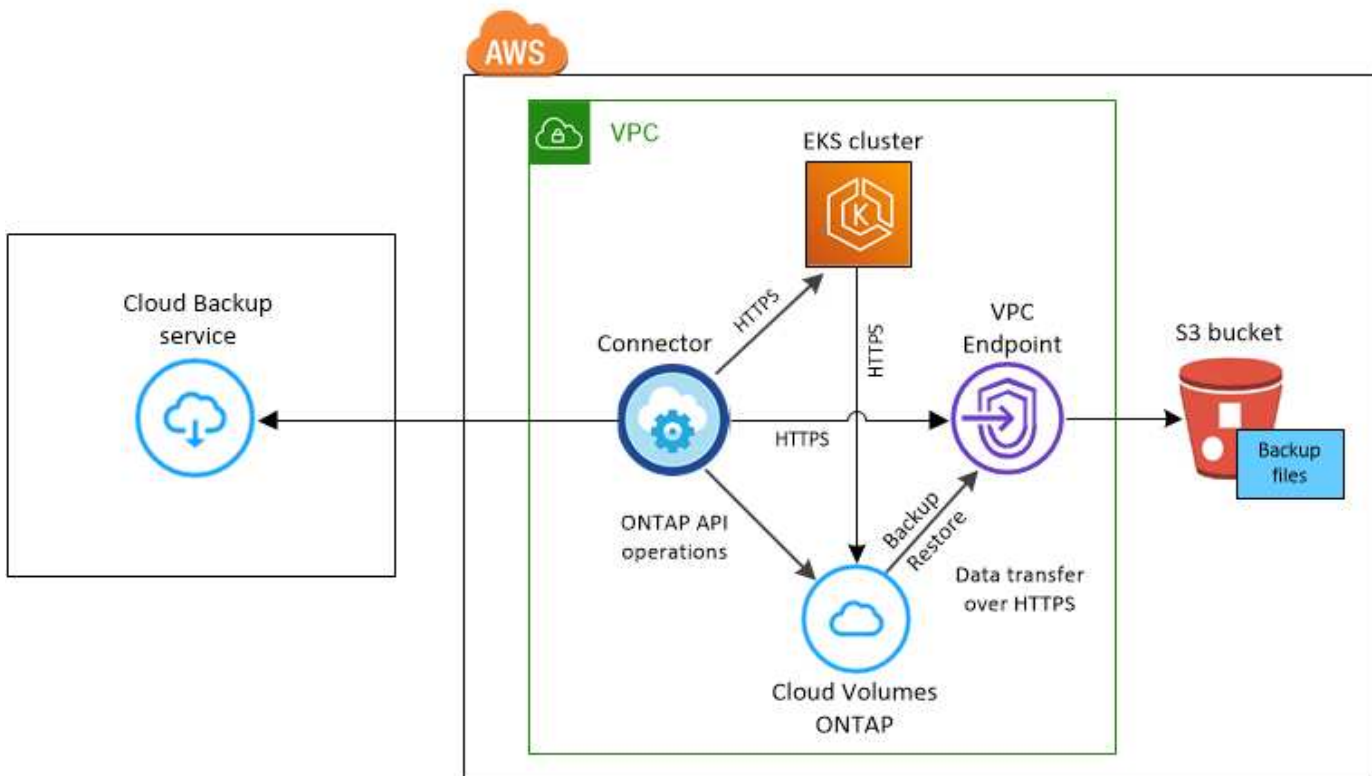 AWS
VPC
EKS cluster
Cloud Backup
service
Connector
HTTPS
HTTPS
VPC
Endpoint
S3 bucket
HTTPS
Backup
files
ONTAP API
operations
Backup
Restore
Data transfer
over HTTPS
Cloud Volumes
ONTAP
K